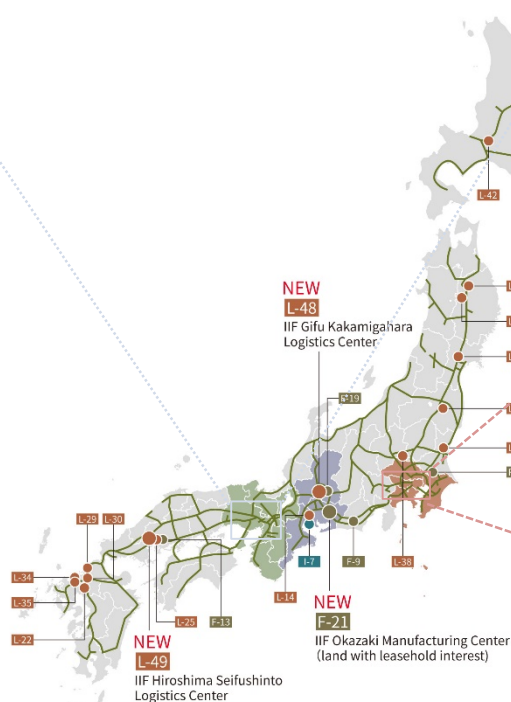 L-42
NEW
L-48
IIF Gifu Kakamigahara
Logistics Center
L-29
L-30
L-34
L-35
L-22
L-25
F-13
I-7
F-9
L-14
L-38
NEW
F-21
IIF Okazaki Manufacturing Center
(land with leasehold interest)
NEW
L-49
IIF Hiroshima Seifushinto
Logistics Center